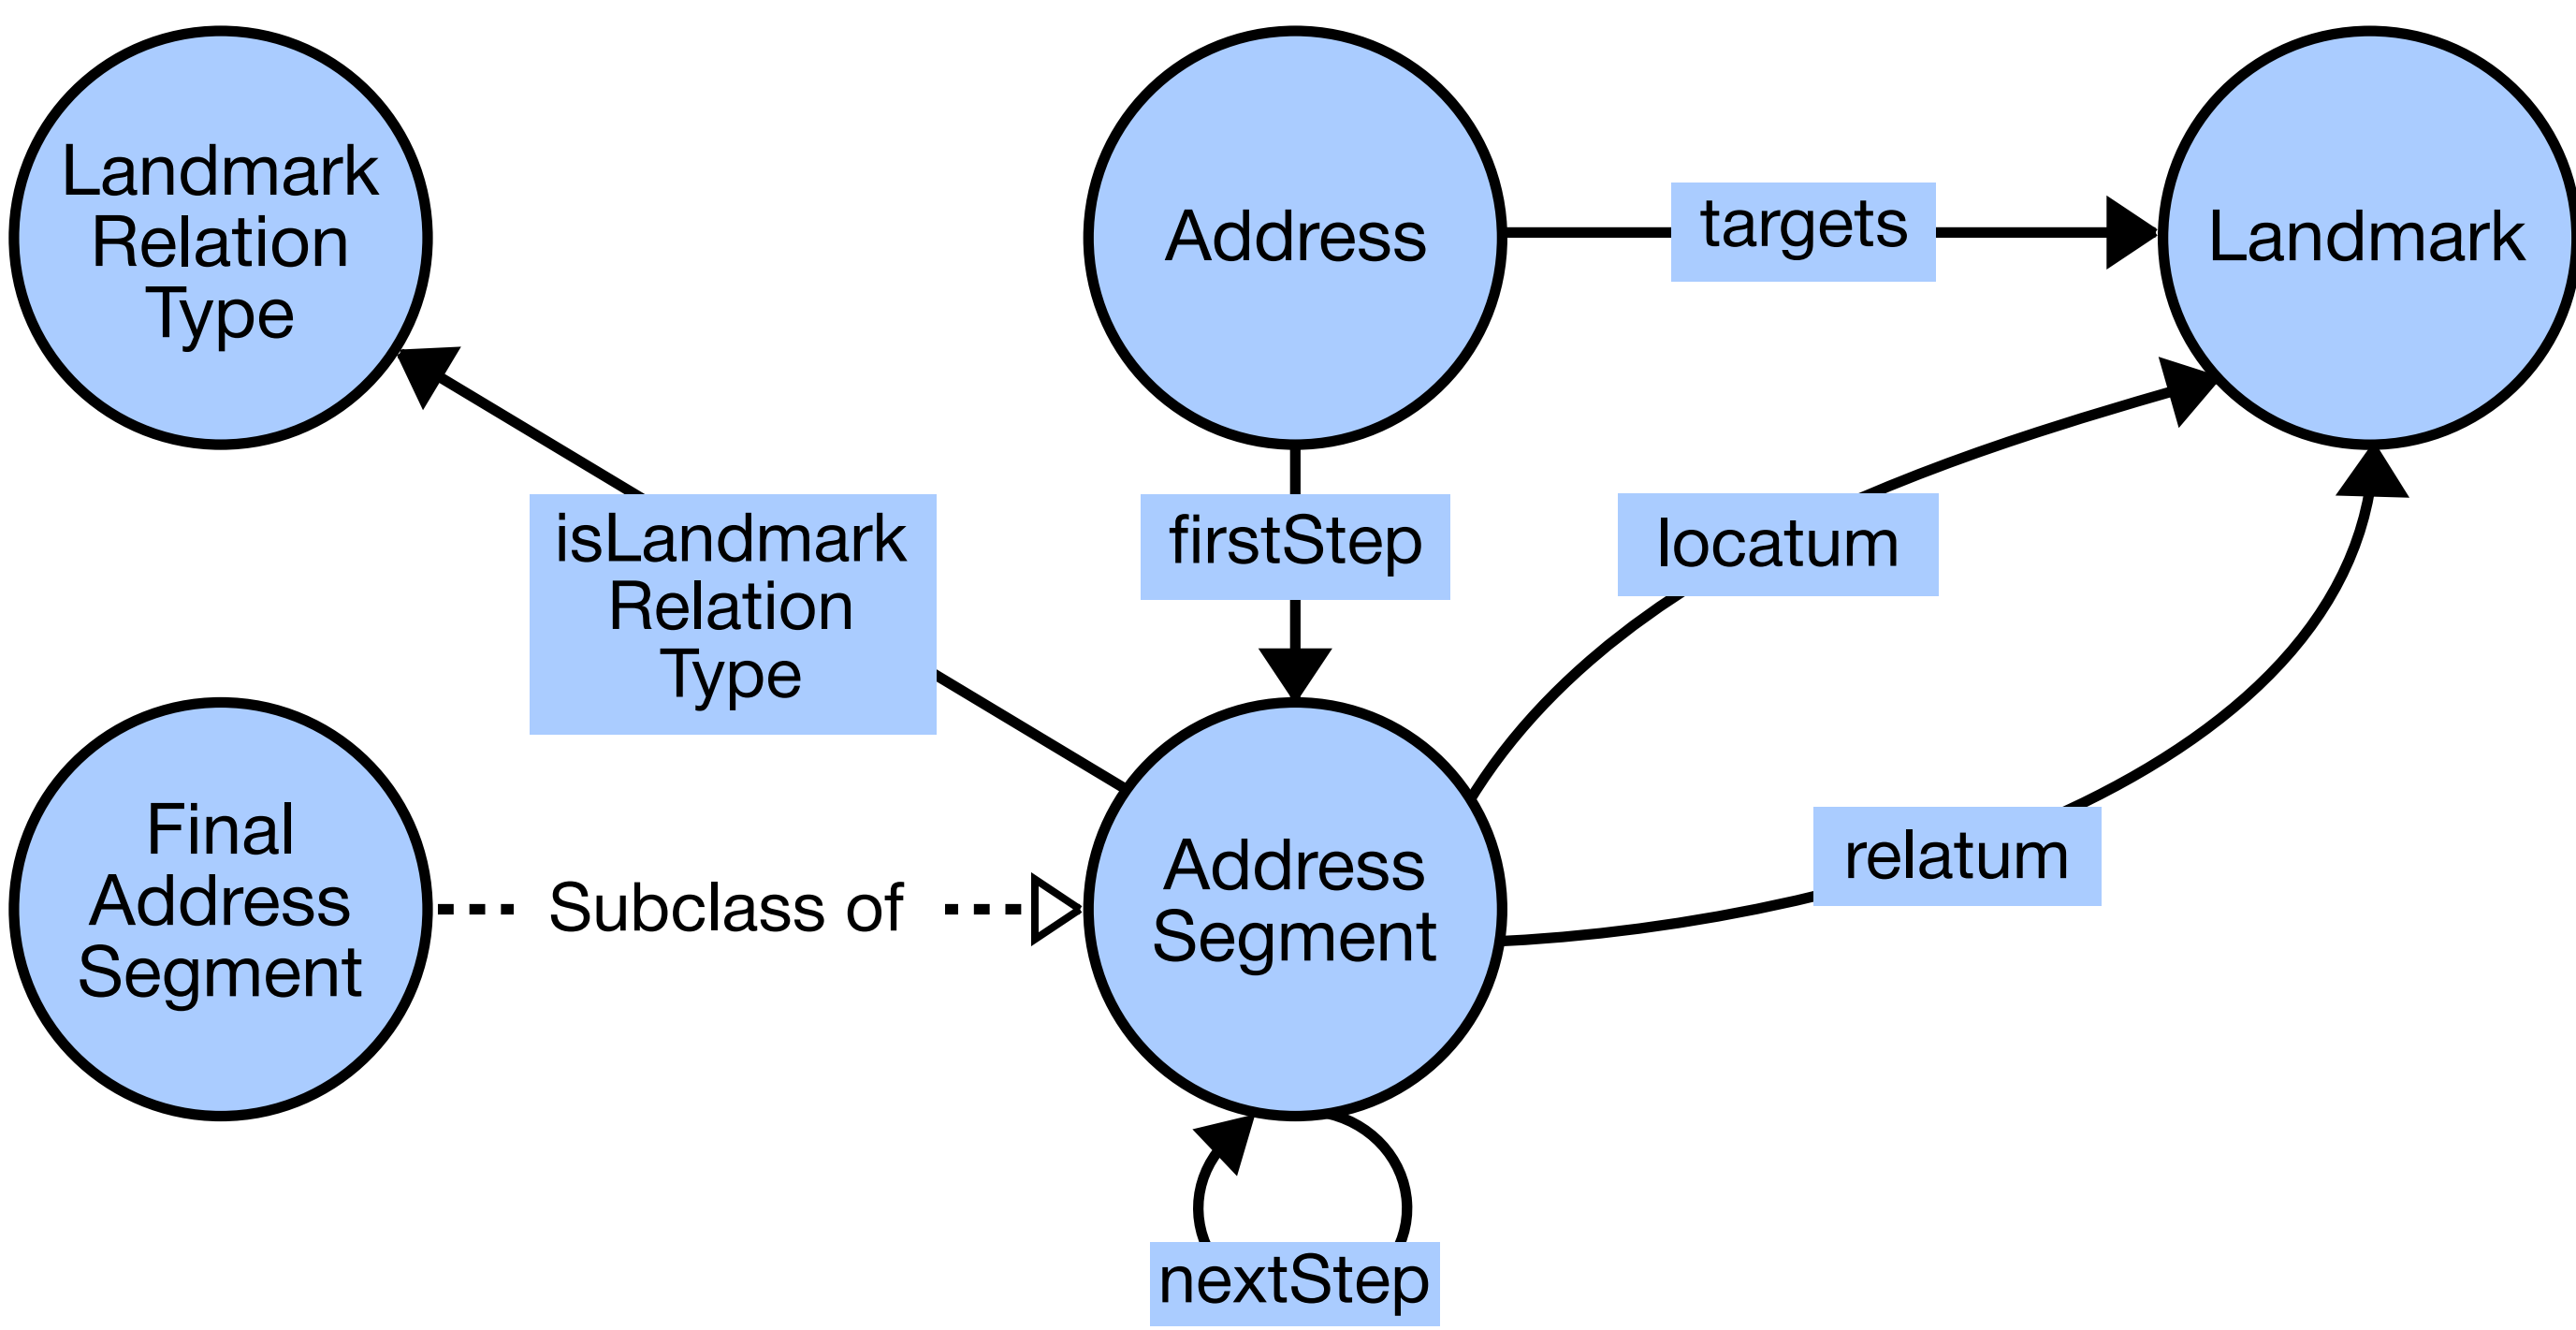 Landmark
Relation
Type
Address
targets
Landmark
isLandmark
Relation
Type
firstStep
locatum
relatum
Final
Address
Segment
Subclass of
Address
Segment
nextStep